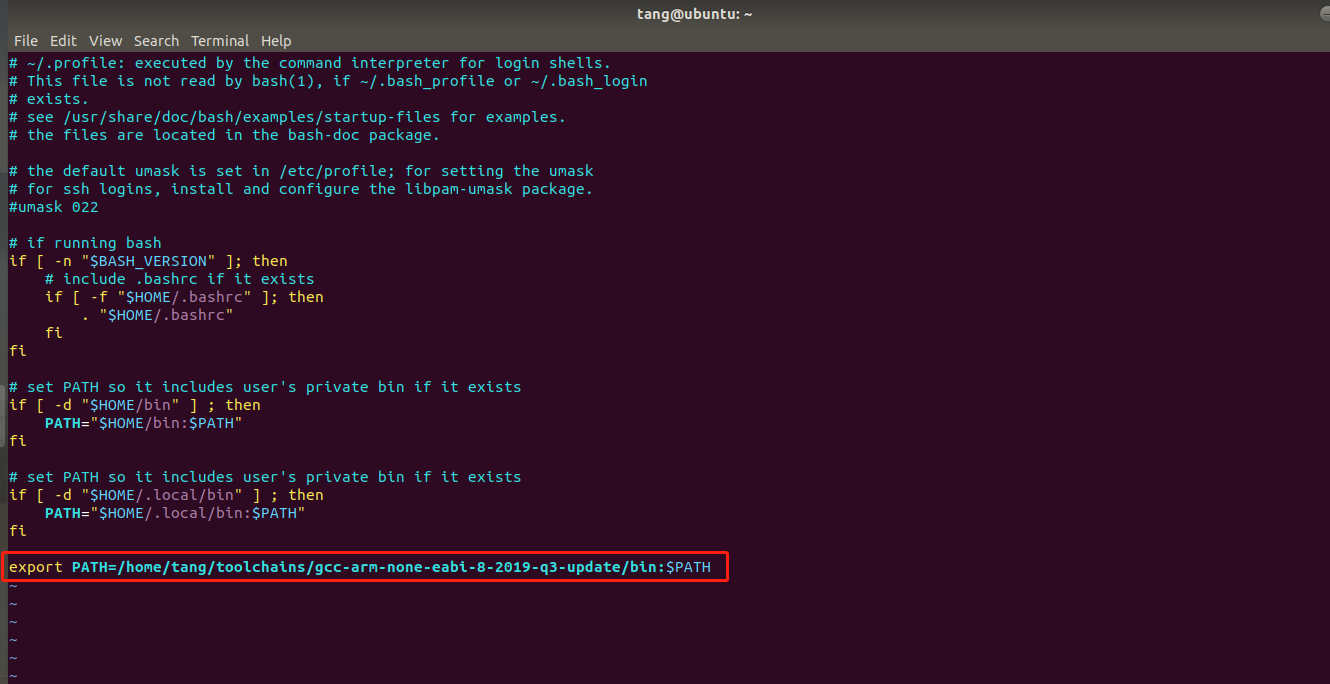 tang@ubuntu: ~
File Edit View Search Terminal Help
# ~/.profile: executed by the command interpreter for login shells.
# This file is not read by bash(1), if ~/.bash_profile or ~/.bash_login
# exists.
# see /usr/share/doc/bash/examples/startup-files for examples.
# the files are located in the bash-doc package.

# the default umask is set in /etc/profile; for setting the umask
# for ssh logins, install and configure the libpam-umask package.
#umask 022

# if running bash
if [ -n "$BASH_VERSION" ]; then
    # include .bashrc if it exists
    if [ -f "$HOME/.bashrc" ]; then
        . "$HOME/.bashrc"
    fi
fi

# set PATH so it includes user's private bin if it exists
if [ -d "$HOME/bin" ] ; then
    PATH="$HOME/bin:$PATH"
fi

# set PATH so it includes user's private bin if it exists
if [ -d "$HOME/.local/bin" ] ; then
    PATH="$HOME/.local/bin:$PATH"
fi

export PATH=/home/tang/toolchains/gcc-arm-none-eabi-8-2019-q3-update/bin:$PATH
~
~
~
~
~
~